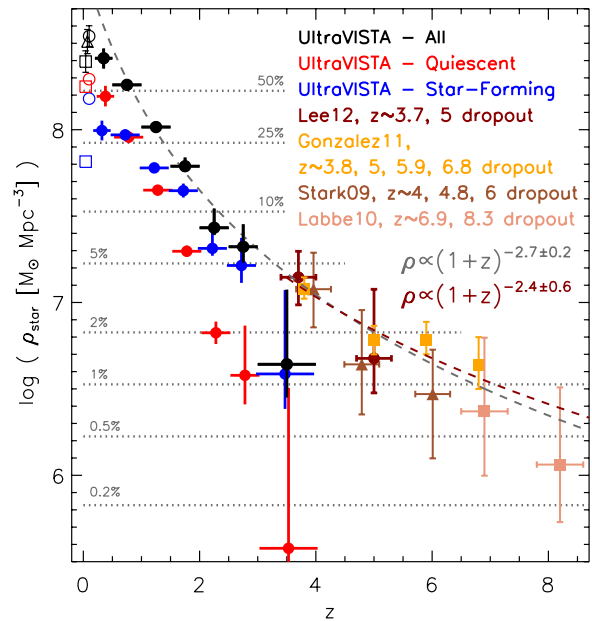 UltraVISTA − All
UltraVISTA − Quiescent
UltraVISTA − Star−Forming
Lee12, z~3.7, 5 dropout
Gonzalez11,
z~3.8, 5, 5.9, 6.8 dropout
Stark09, z~4, 4.8, 6 dropout
Labbe10, z~6.9, 8.3 dropout
ρ∝(1+z)^−2.7±0.2
ρ∝(1+z)^−2.4±0.6
50%
25%
10%
5%
2%
1%
0.5%
0.2%
8
7
6
log ( ρ_star [M_⊙ Mpc^−3] )
0 2 4 6 8
z